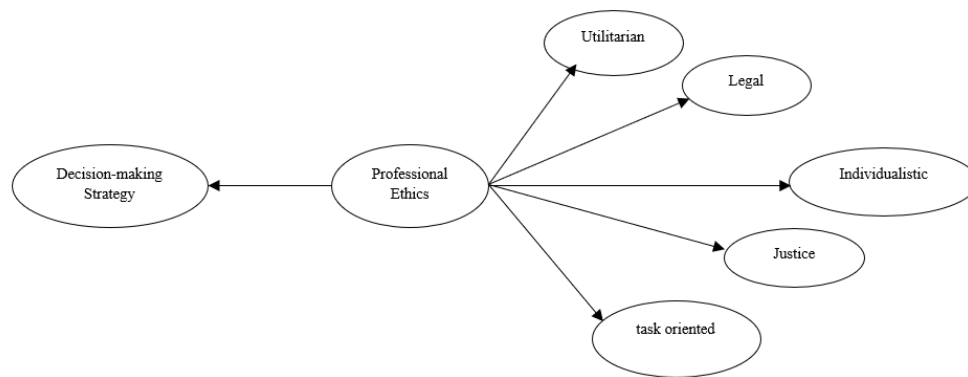 Utilitarian
Legal
Decision-making
Strategy
Professional
Ethics
Individualistic
Justice
task oriented